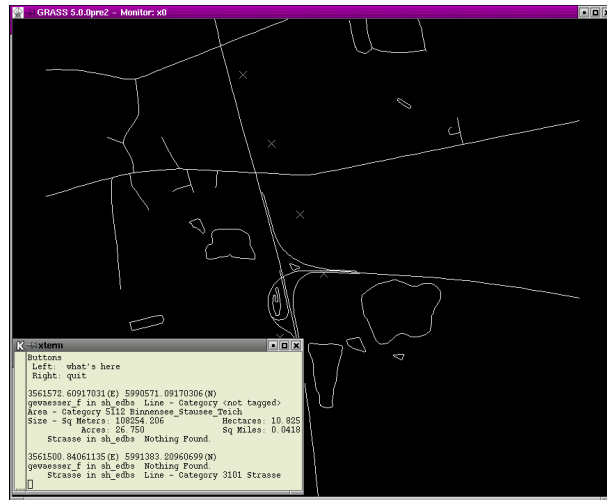 GRASS 5.0.0pre2 - Monitor: x0
xterm
Buttons
Left: what's here
Right: quit
3561572.60917031(E) 5990571.09170306(N)
gevaesser_f in sh_edbs Line - Category <not tagged>
Area - Category 5112 Binnensee_Stausee_Teich
Size - Sq Meters: 108254.206 Hectares: 10.825
Acres: 26.750 Sq Miles: 0.0418
Strasse in sh_edbs Nothing Found.
3561500.84061135(E) 5991383.20960699(N)
gevaesser_f in sh_edbs Nothing Found.
Strasse in sh_edbs Line - Category 3101 Strasse